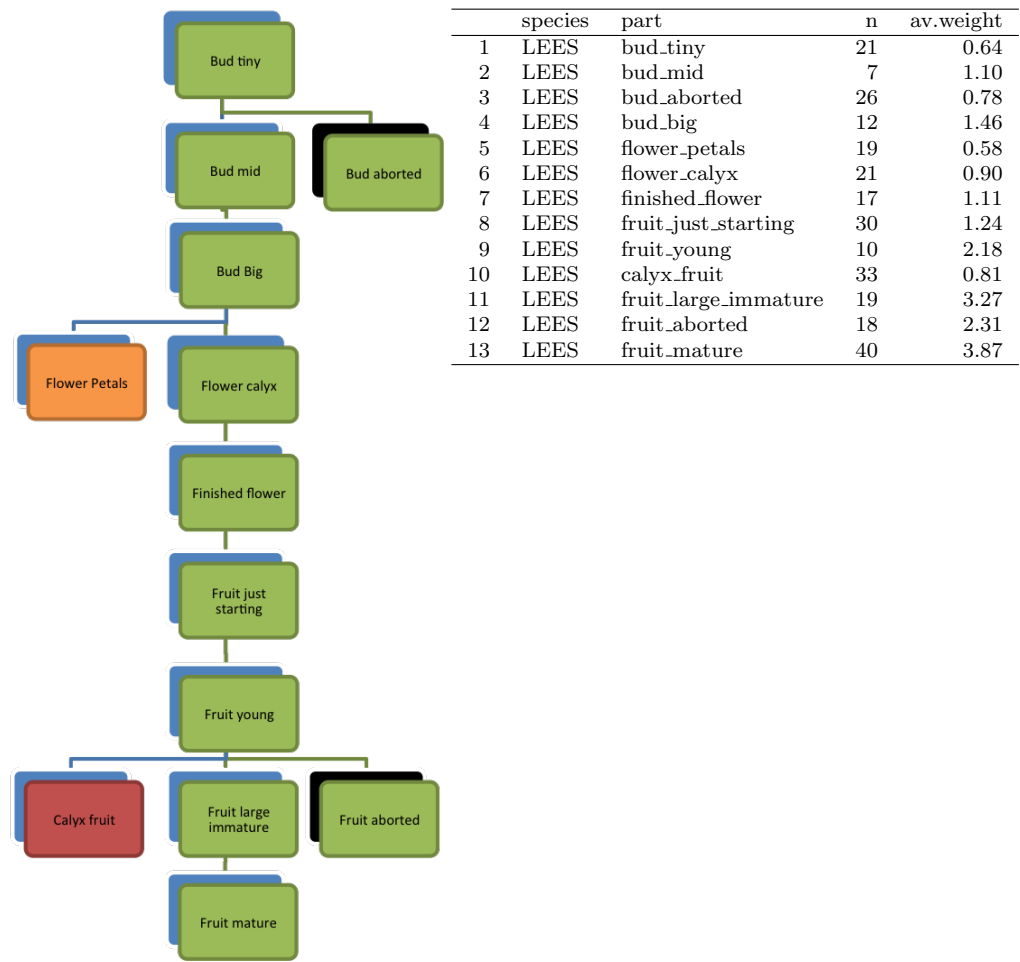 Bud tiny
Bud mid
Bud aborted
Bud Big
Flower Petals
Flower calyx
Finished flower
Fruit just
starting
Fruit young
Calyx fruit
Fruit large
immature
Fruit aborted
Fruit mature
species part n av.weight
1 LEES bud_tiny 21 0.64
2 LEES bud_mid 7 1.10
3 LEES bud_aborted 26 0.78
4 LEES bud_big 12 1.46
5 LEES flower_petals 19 0.58
6 LEES flower_calyx 21 0.90
7 LEES finished_flower 17 1.11
8 LEES fruit_just_starting 30 1.24
9 LEES fruit_young 10 2.18
10 LEES calyx_fruit 33 0.81
11 LEES fruit_large_immature 19 3.27
12 LEES fruit_aborted 18 2.31
13 LEES fruit_mature 40 3.87